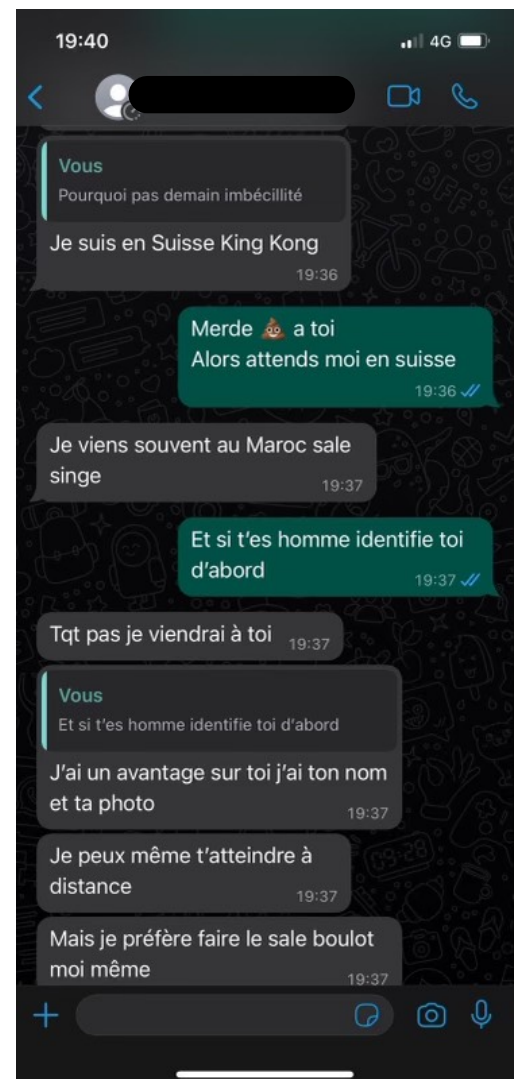 19:40
4G
Vous
Pourquoi pas demain imbécillité
Je suis en Suisse King Kong
19:36
Merde 💩 a toi
Alors attends moi en suisse
19:36
Je viens souvent au Maroc sale
singe
19:37
Et si t'es homme identifie toi
d'abord
19:37
Tqt pas je viendrai à toi
19:37
Vous
Et si t'es homme identifie toi d'abord
J'ai un avantage sur toi j'ai ton nom
et ta photo
19:37
Je peux même t'atteindre à
distance
19:37
Mais je préfère faire le sale boulot
moi même
19:37